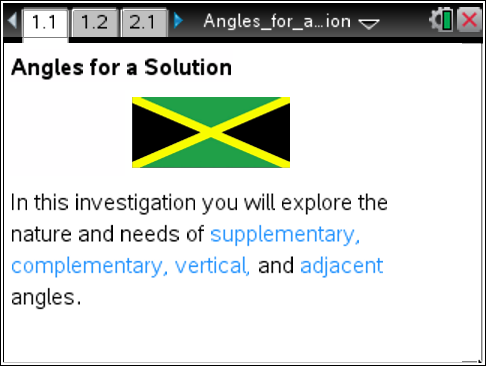 1.1 1.2 2.1 Angles_for_a…ion
Angles for a Solution
In this investigation you will explore the
nature and needs of supplementary,
complementary, vertical, and adjacent
angles.